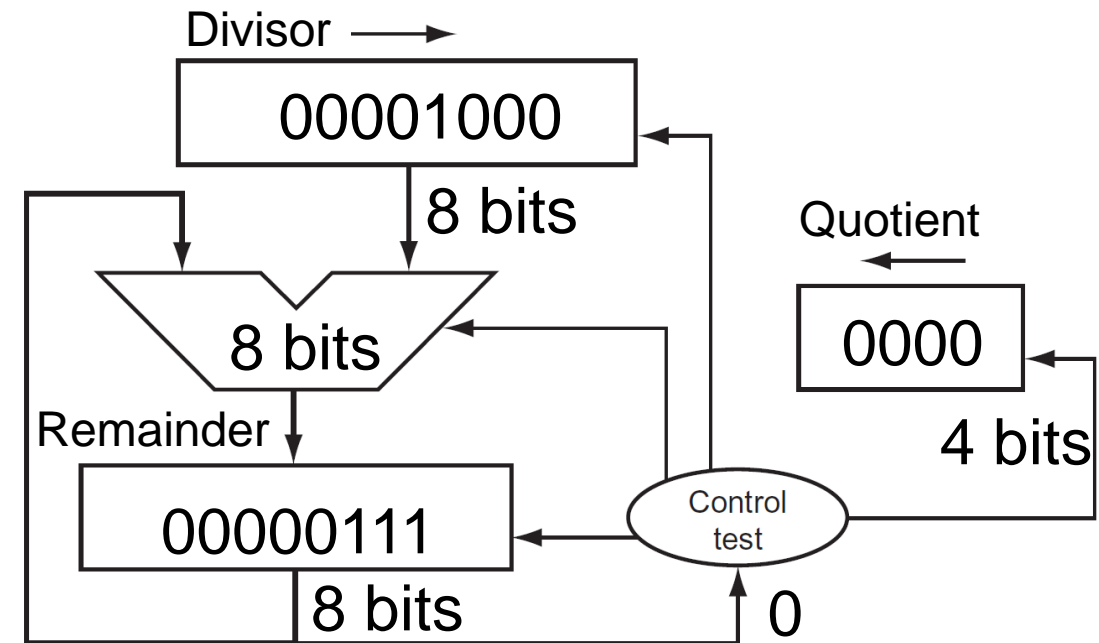 Divisor
00001000
8 bits
Quotient
8 bits
0000
Remainder
4 bits
00000111
Control
test
8 bits
0